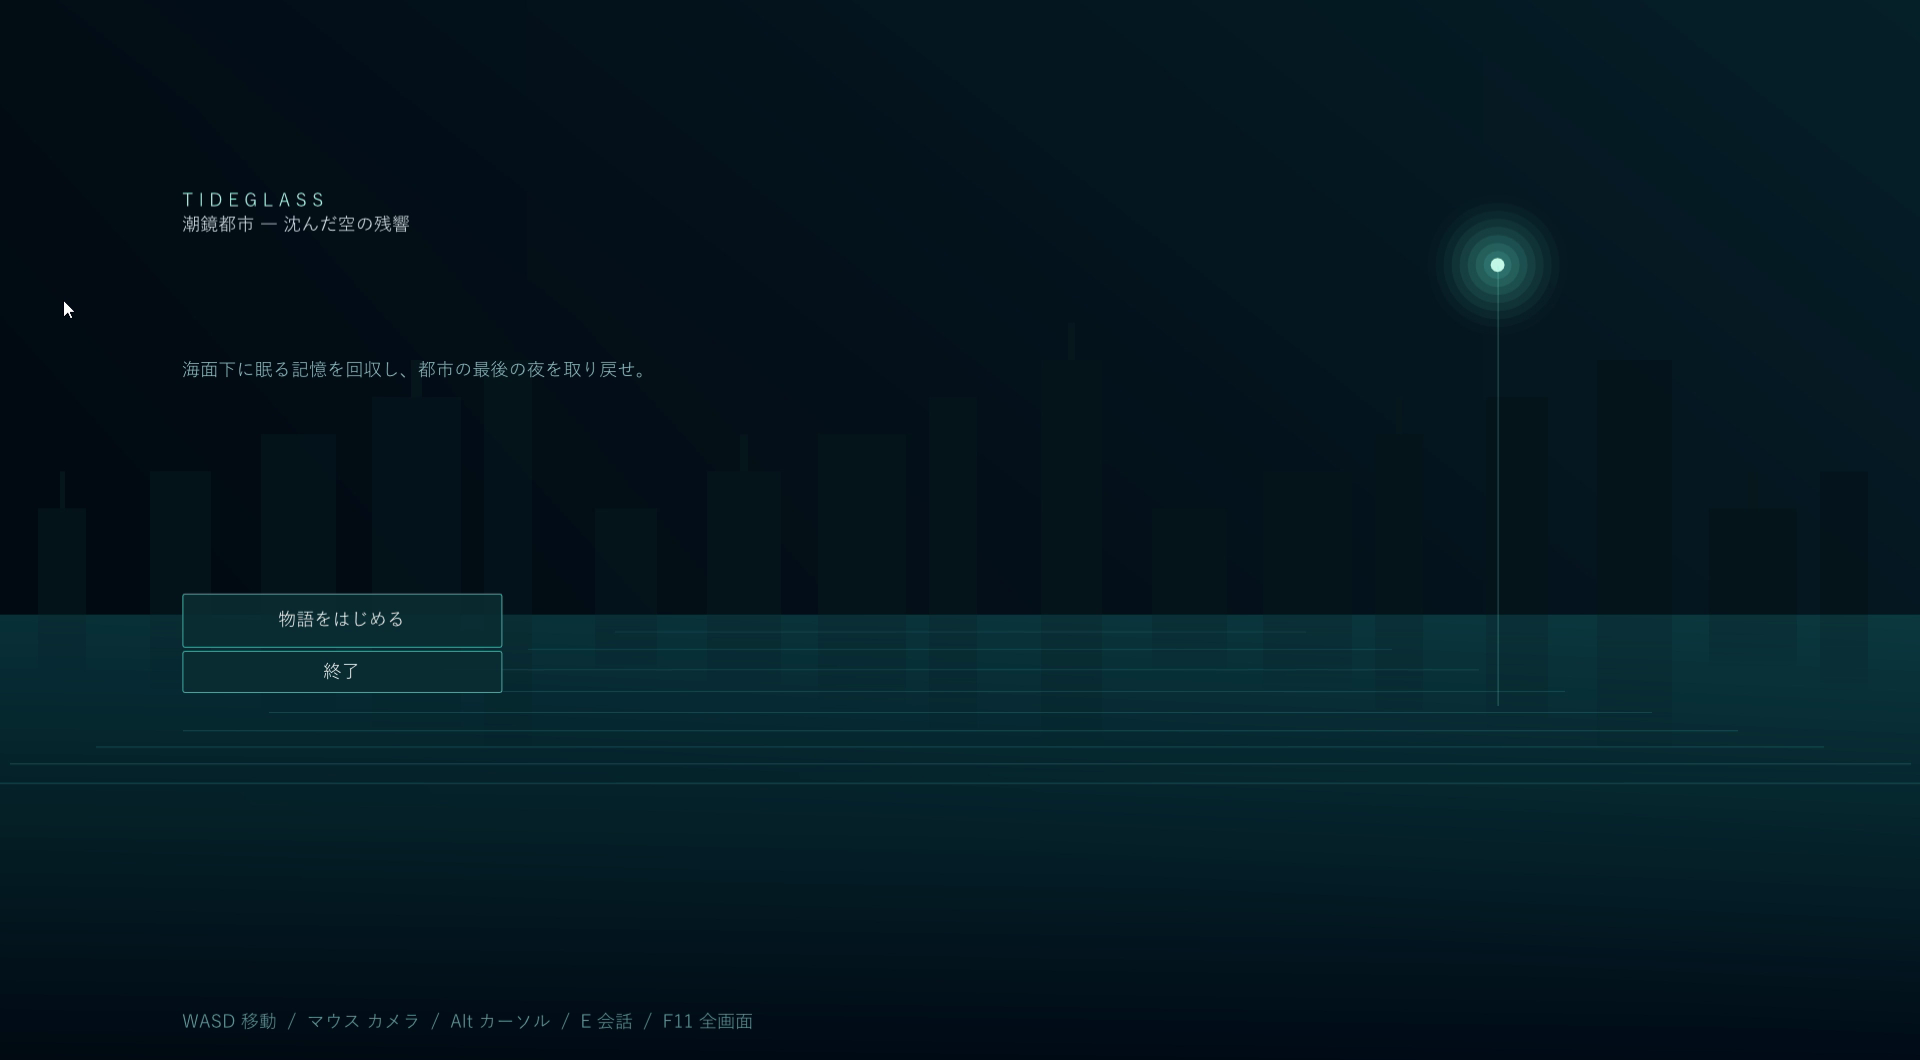 TIDEGLASS
潮鏡都市 — 沈んだ空の残響
海面下に眠る記憶を回収し、都市の最後の夜を取り戻せ。
物語をはじめる
終了
WASD 移動 / マウス カメラ / Alt カーソル / E 会話 / F11 全画面